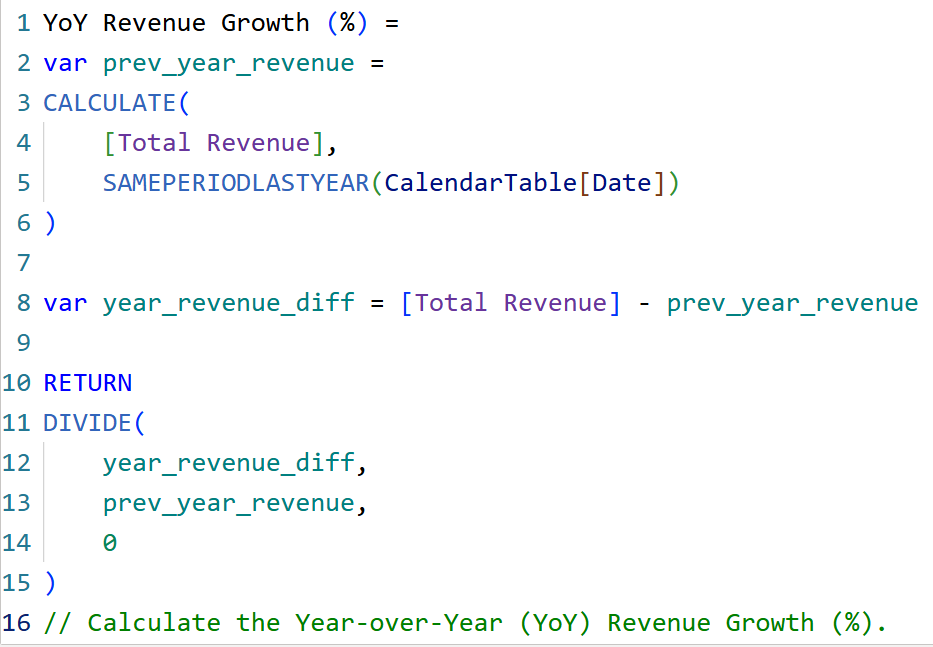 1 YoY Revenue Growth (%) =
2 var prev_year_revenue =
3 CALCULATE(
4     [Total Revenue],
5     SAMEPERIODLASTYEAR(CalendarTable[Date])
6 )
7
8 var year_revenue_diff = [Total Revenue] - prev_year_revenue
9
10 RETURN
11 DIVIDE(
12     year_revenue_diff,
13     prev_year_revenue,
14     0
15 )
16 // Calculate the Year-over-Year (YoY) Revenue Growth (%).